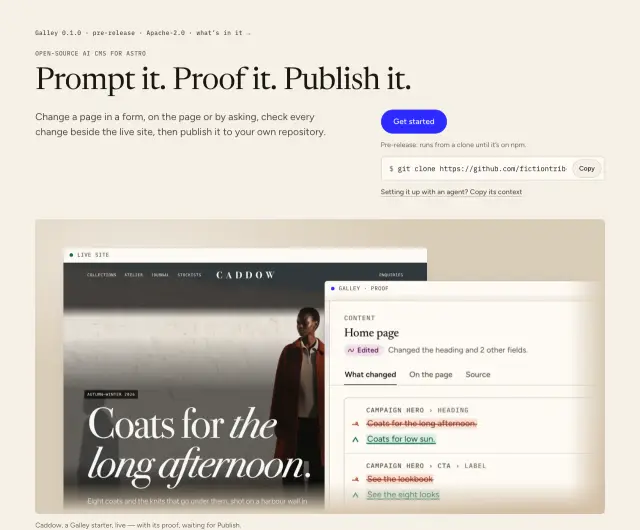 Galley 0.1.0 · pre-release · Apache-2.0 · what's in it →
OPEN-SOURCE AI CMS FOR ASTRO
Prompt it. Proof it. Publish it.
Change a page in a form, on the page or by asking, check every
change beside the live site, then publish it to your own repository.
Get started
Pre-release: runs from a clone until it's on npm.
$ git clone https://github.com/fictiontrib
Copy
Setting it up with an agent? Copy its context
LIVE SITE
COLLECTIONS ATELIER JOURNAL STOCKISTS CADDOW ENQUIRIES
AUTUMN–WINTER 2026
Coats for the
long afternoon.
Eight coats and the knits that go under them, shot on a harbour wall in
GALLEY · PROOF
CONTENT
Home page
Edited Changed the heading and 2 other fields.
What changed On the page Source
CAMPAIGN HERO › HEADING
Coats for the long afternoon.
Coats for low sun.
CAMPAIGN HERO › CTA › LABEL
See the lookbook
See the eight looks
Caddow, a Galley starter, live — with its proof, waiting for Publish.